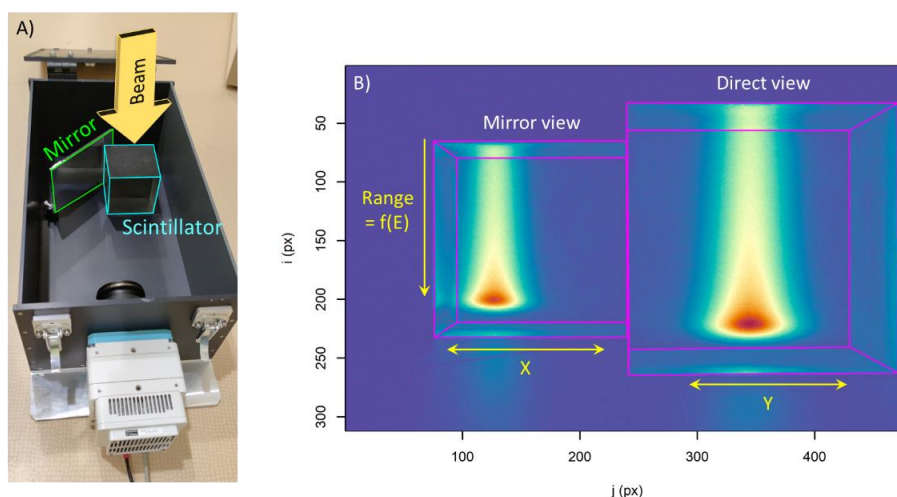 A)
Beam
Mirror
Scintillator
B)
Direct view
Mirror view
Range
= f(E)
X
Y
i (px)
50
100
150
200
250
300
100
200
300
400
j (px)